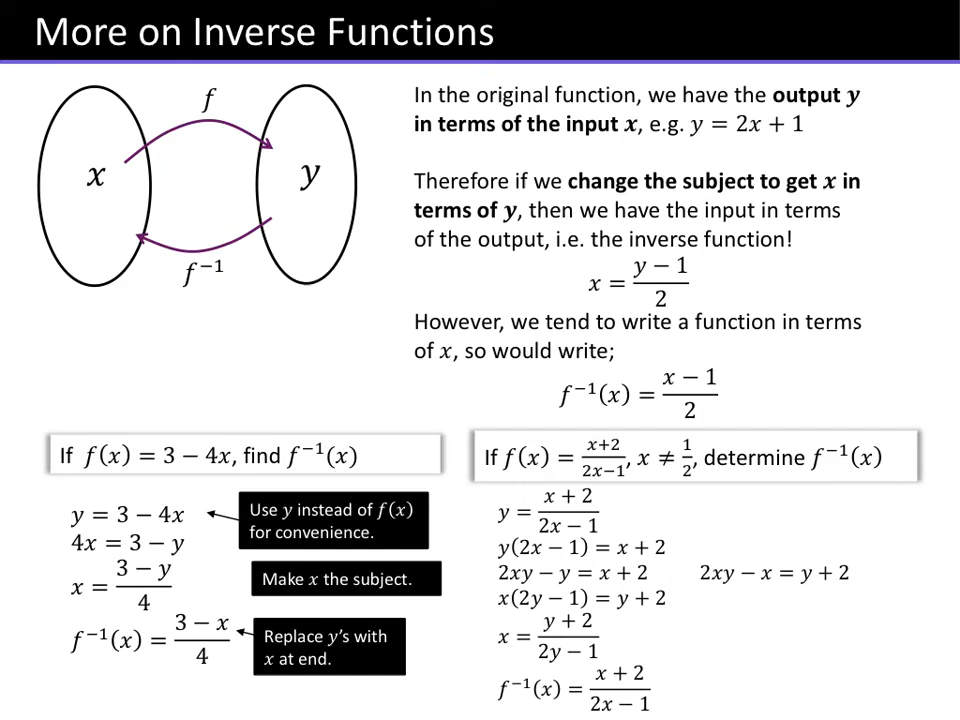 More on Inverse Functions
f
x
y
f⁻¹
In the original function, we have the output y
in terms of the input x, e.g. y = 2x + 1
Therefore if we change the subject to get x in
terms of y, then we have the input in terms
of the output, i.e. the inverse function!
x = (y − 1)/2
However, we tend to write a function in terms
of x, so would write;
f⁻¹(x) = (x − 1)/2
If f(x) = 3 − 4x, find f⁻¹(x)
y = 3 − 4x
4x = 3 − y
x = (3 − y)/4
f⁻¹(x) = (3 − x)/4
Use y instead of f(x)
for convenience.
Make x the subject.
Replace y's with
x at end.
If f(x) = (x+2)/(2x−1), x ≠ 1/2, determine f⁻¹(x)
y = (x + 2)/(2x − 1)
y(2x − 1) = x + 2
2xy − y = x + 2 2xy − x = y + 2
x(2y − 1) = y + 2
x = (y + 2)/(2y − 1)
f⁻¹(x) = (x + 2)/(2x − 1)